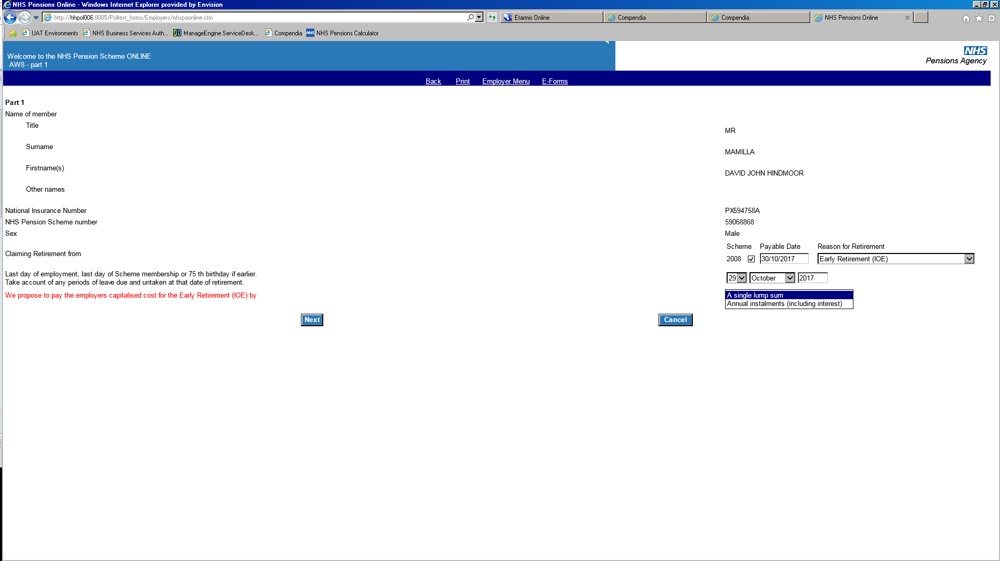 NHS Pensions Online - Windows Internet Explorer provided by Envision
http://hhpol006:8085/Poltest_forms/Employers/nhspaonline.cfm
Etarmis Online
Compendia
Compendia
NHS Pensions Online
UAT Environments
NHS Business Services Auth...
ManageEngine ServiceDesk...
Compendia
NHS
NHS Pensions Calculator
Welcome to the NHS Pension Scheme ONLINE
AW8 - part 1
NHS
Pensions Agency
Back Print Employer Menu E-Forms
Part 1
Name of member
Title
MR
Surname
MAMILLA
Firstname(s)
DAVID JOHN HINDMOOR
Other names
National Insurance Number PX594758A
NHS Pension Scheme number 59068868
Sex Male
Scheme Payable Date Reason for Retirement
Claiming Retirement from
2008 30/10/2017 Early Retirement (IOE)
Last day of employment, last day of Scheme membership or 75 th birthday if earlier.
Take account of any periods of leave due and untaken at that date of retirement.
29 October 2017
We propose to pay the employers capitalised cost for the Early Retirement (IOE) by
A single lump sum
Annual instalments (including interest)
Next Cancel